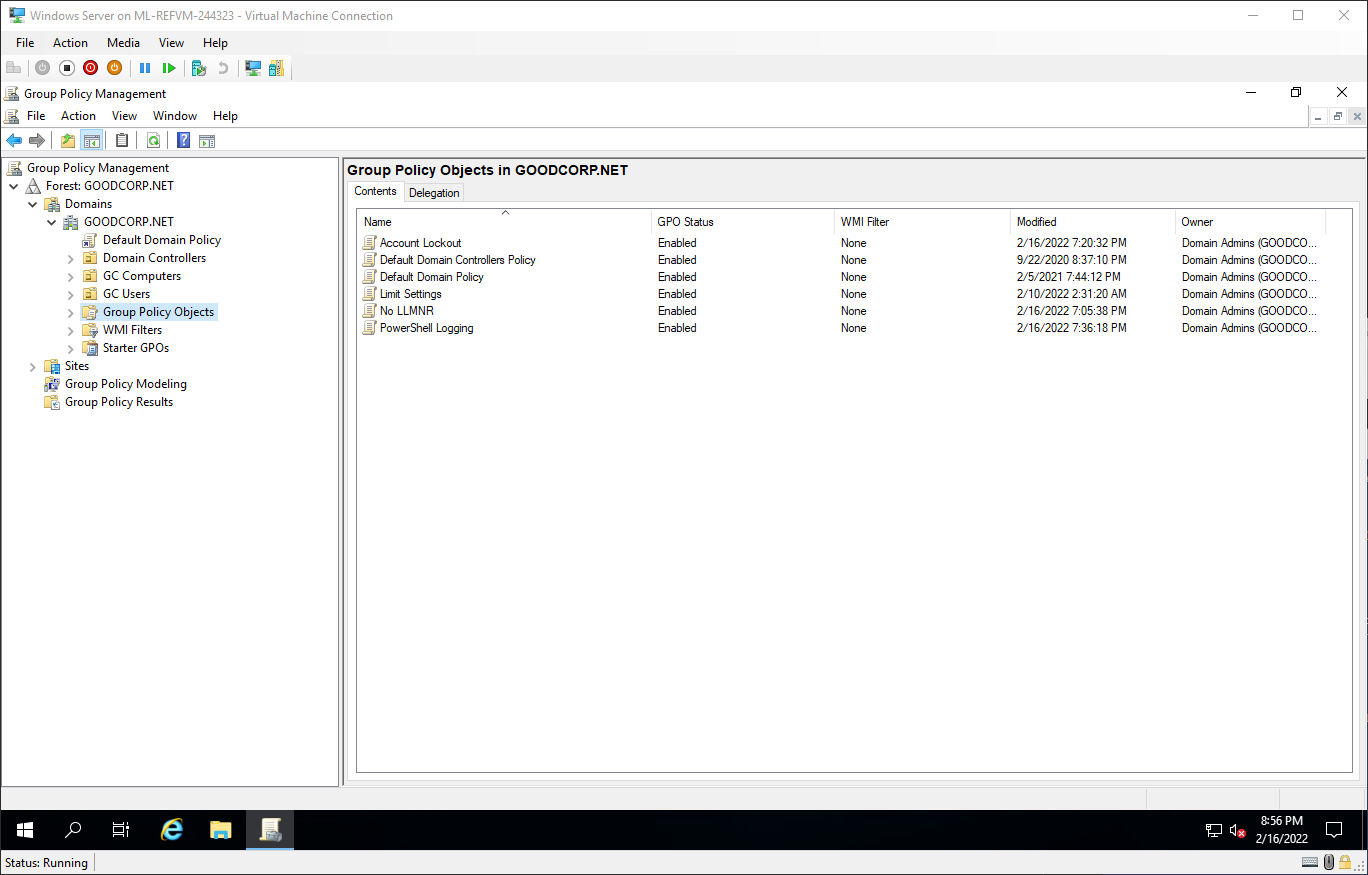 Windows Server on ML-REFVM-244323 - Virtual Machine Connection
File Action Media View Help
Group Policy Management
File Action View Window Help
Group Policy Management
Forest: GOODCORP.NET
Domains
GOODCORP.NET
Default Domain Policy
Domain Controllers
GC Computers
GC Users
Group Policy Objects
WMI Filters
Starter GPOs
Sites
Group Policy Modeling
Group Policy Results
Group Policy Objects in GOODCORP.NET
Contents Delegation
Name GPO Status WMI Filter Modified Owner
Account Lockout Enabled None 2/16/2022 7:20:32 PM Domain Admins (GOODCO...
Default Domain Controllers Policy Enabled None 9/22/2020 8:37:10 PM Domain Admins (GOODCO...
Default Domain Policy Enabled None 2/5/2021 7:44:12 PM Domain Admins (GOODCO...
Limit Settings Enabled None 2/10/2022 2:31:20 AM Domain Admins (GOODCO...
No LLMNR Enabled None 2/16/2022 7:05:38 PM Domain Admins (GOODCO...
PowerShell Logging Enabled None 2/16/2022 7:36:18 PM Domain Admins (GOODCO...
8:56 PM
2/16/2022
Status: Running